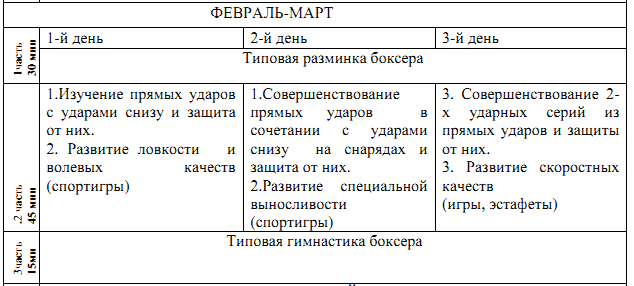 ФЕВРАЛЬ-МАРТ
1-й день
2-й день
3-й день
1часть
30 мин
Типовая разминка боксера
.2 часть
45 мин
1.Изучение прямых ударов
с ударами снизу и защита
от них.
2. Развитие ловкости и
волевых качеств
(спортигры)
1.Совершенствование
прямых ударов в
сочетании с ударами
снизу на снарядах и
защита от них.
2.Развитие специальной
выносливости
(спортигры)
3. Совершенствование 2-
х ударных серий из
прямых ударов и защиты
от них.
3. Развитие скоростных
качеств
(игры, эстафеты)
3часть
15мн
Типовая гимнастика боксера